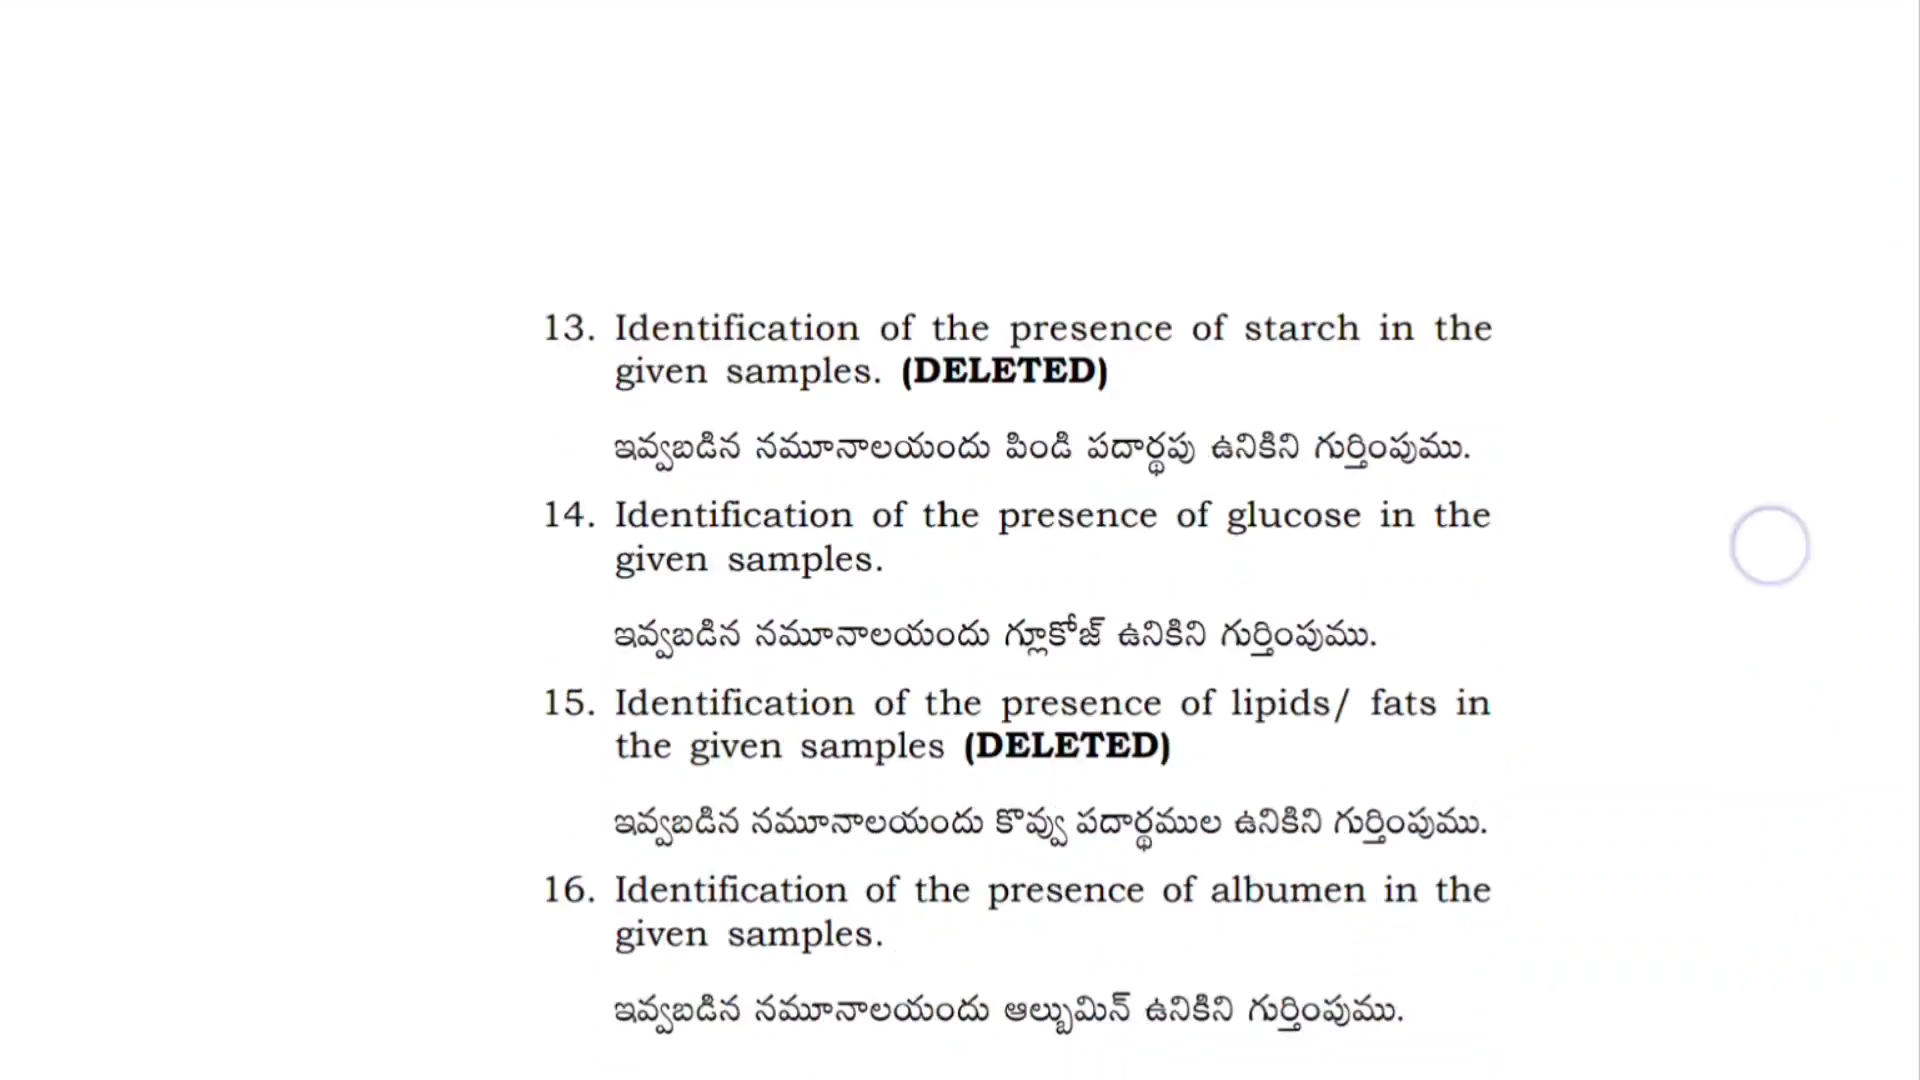 13. Identification of the presence of starch in the
given samples. (DELETED)
ఇవ్వబడిన నమూనాలయందు పిండి పదార్థపు ఉనికిని గుర్తింపుము.
14. Identification of the presence of glucose in the
given samples.
ఇవ్వబడిన నమూనాలయందు గ్లూకోజ్ ఉనికిని గుర్తింపుము.
15. Identification of the presence of lipids/ fats in
the given samples (DELETED)
ఇవ్వబడిన నమూనాలయందు కొవ్వు పదార్థముల ఉనికిని గుర్తింపుము.
16. Identification of the presence of albumen in the
given samples.
ఇవ్వబడిన నమూనాలయందు ఆల్బుమిన్ ఉనికిని గుర్తింపుము.